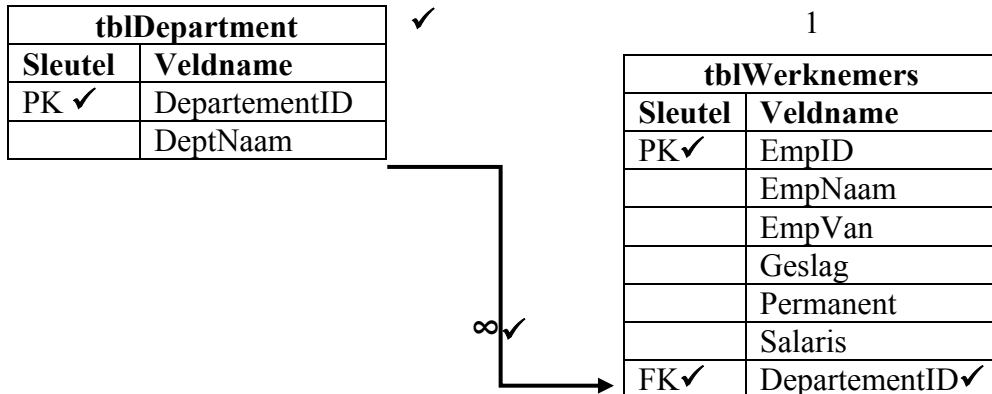 tblDepartment ✓
Sleutel Veldname
PK ✓ DepartementID
DeptNaam
1
tblWerknemers
Sleutel Veldname
PK✓ EmpID
EmpNaam
EmpVan
Geslag
Permanent
Salaris
FK✓ DepartementID✓
∞✓